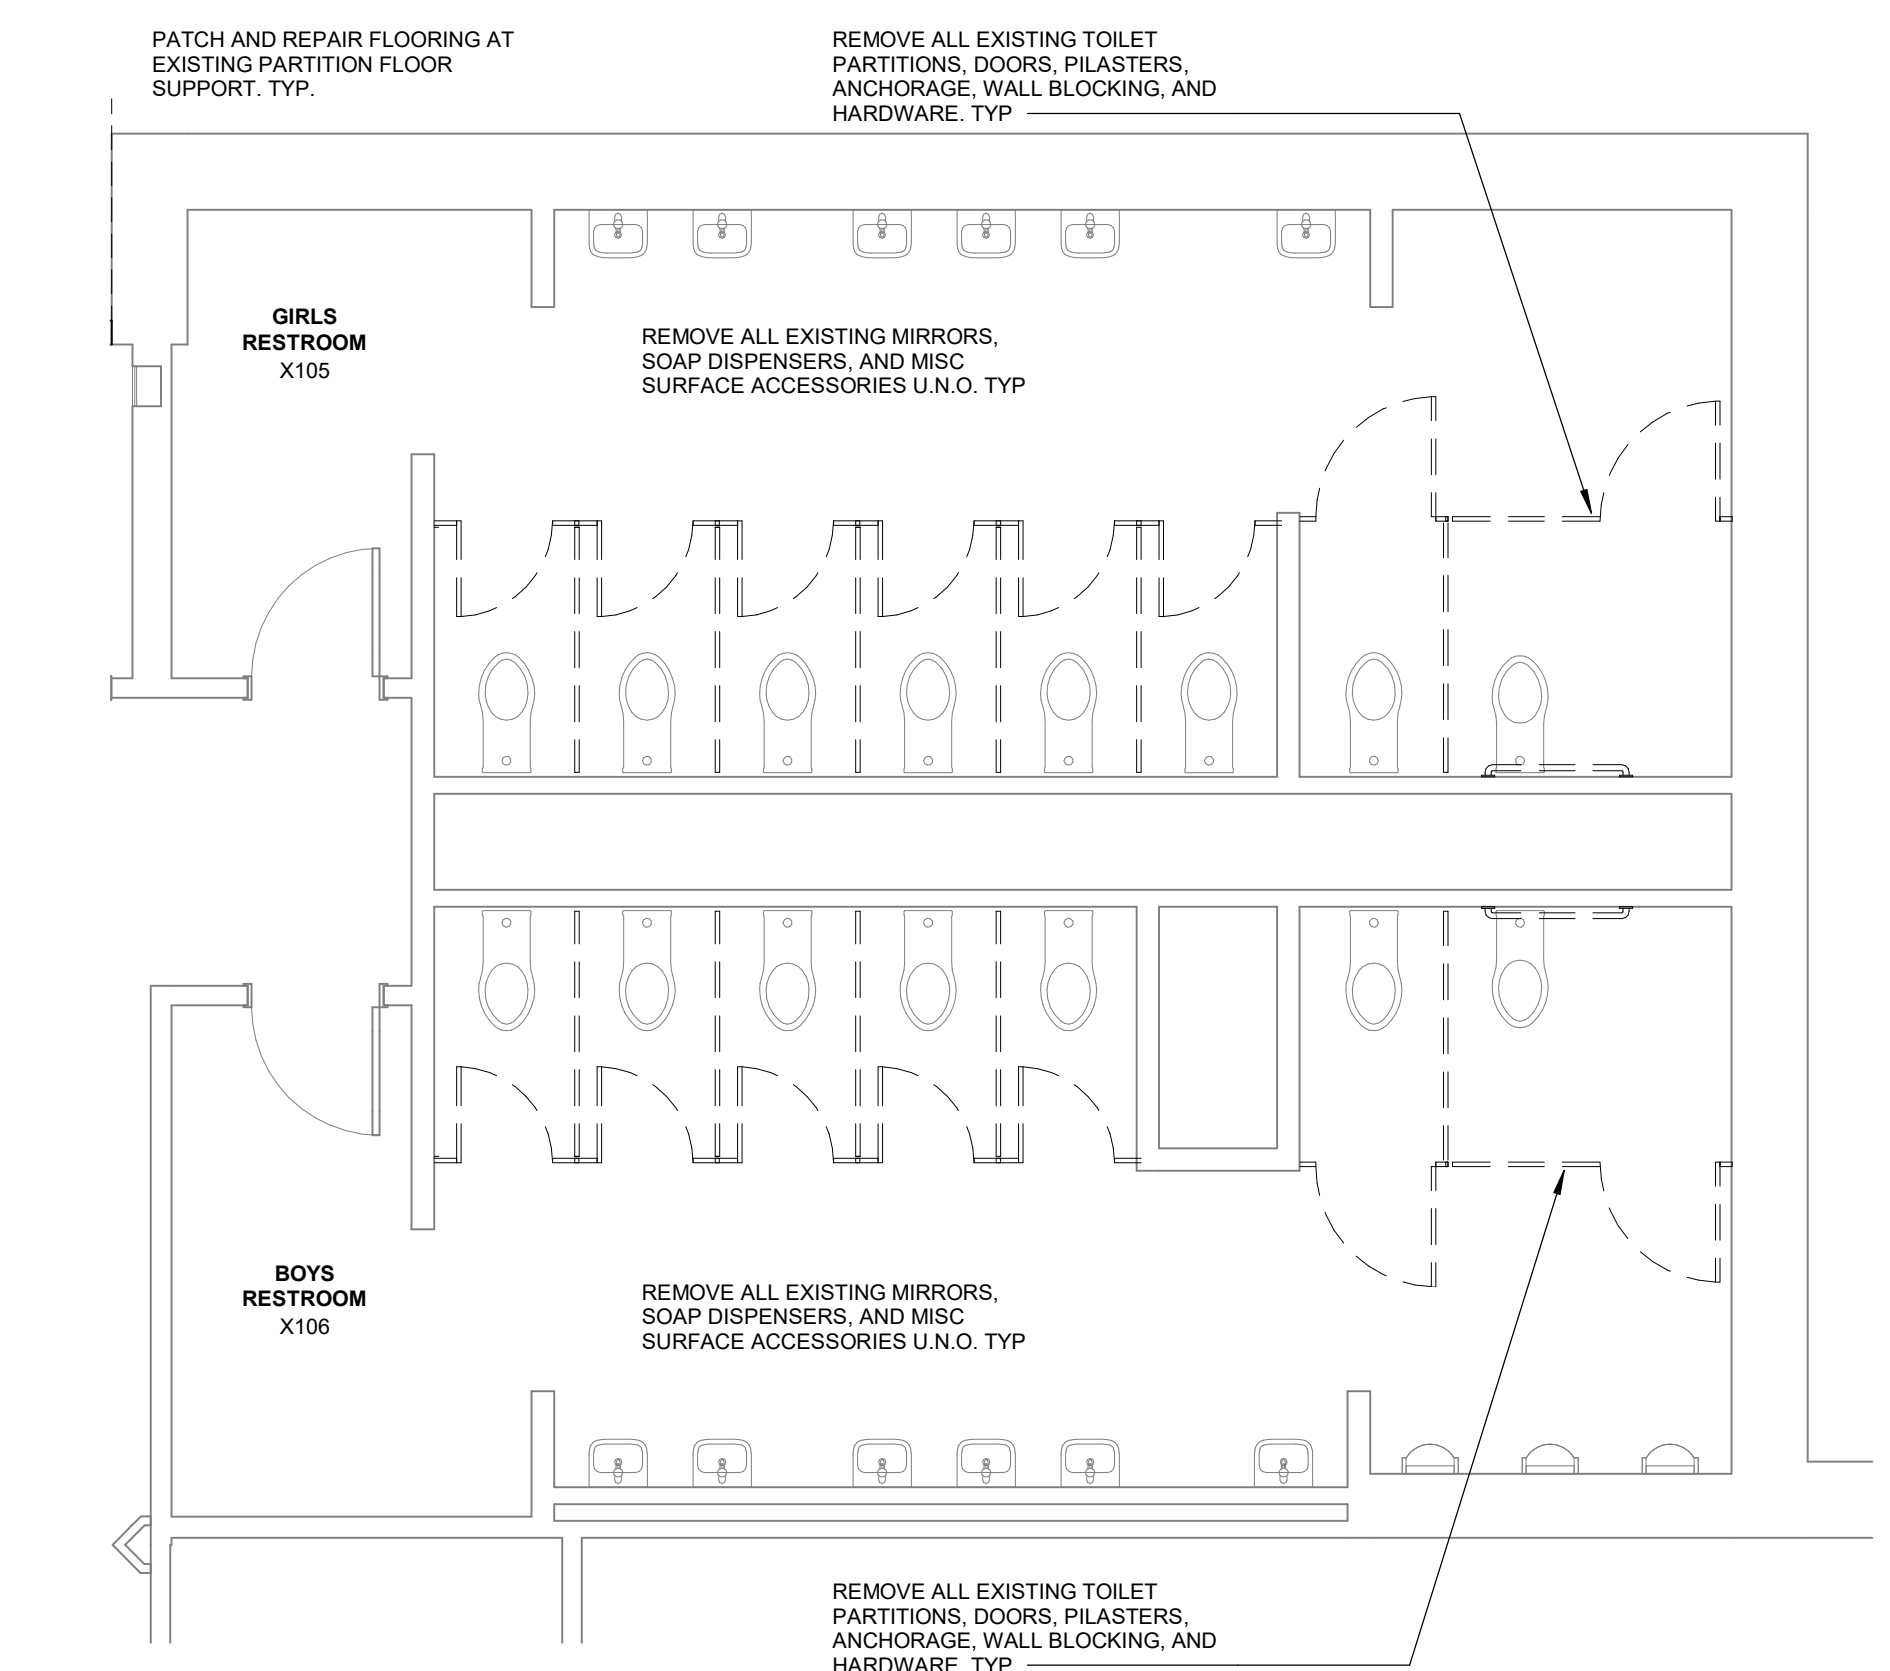 PATCH AND REPAIR FLOORING AT
EXISTING PARTITION FLOOR
SUPPORT. TYP.
REMOVE ALL EXISTING TOILET
PARTITIONS, DOORS, PILASTERS,
ANCHORAGE, WALL BLOCKING, AND
HARDWARE. TYP
GIRLS
RESTROOM
X105
REMOVE ALL EXISTING MIRRORS,
SOAP DISPENSERS, AND MISC
SURFACE ACCESSORIES U.N.O. TYP
BOYS
RESTROOM
X106
REMOVE ALL EXISTING MIRRORS,
SOAP DISPENSERS, AND MISC
SURFACE ACCESSORIES U.N.O. TYP
REMOVE ALL EXISTING TOILET
PARTITIONS, DOORS, PILASTERS,
ANCHORAGE, WALL BLOCKING, AND
HARDWARE. TYP